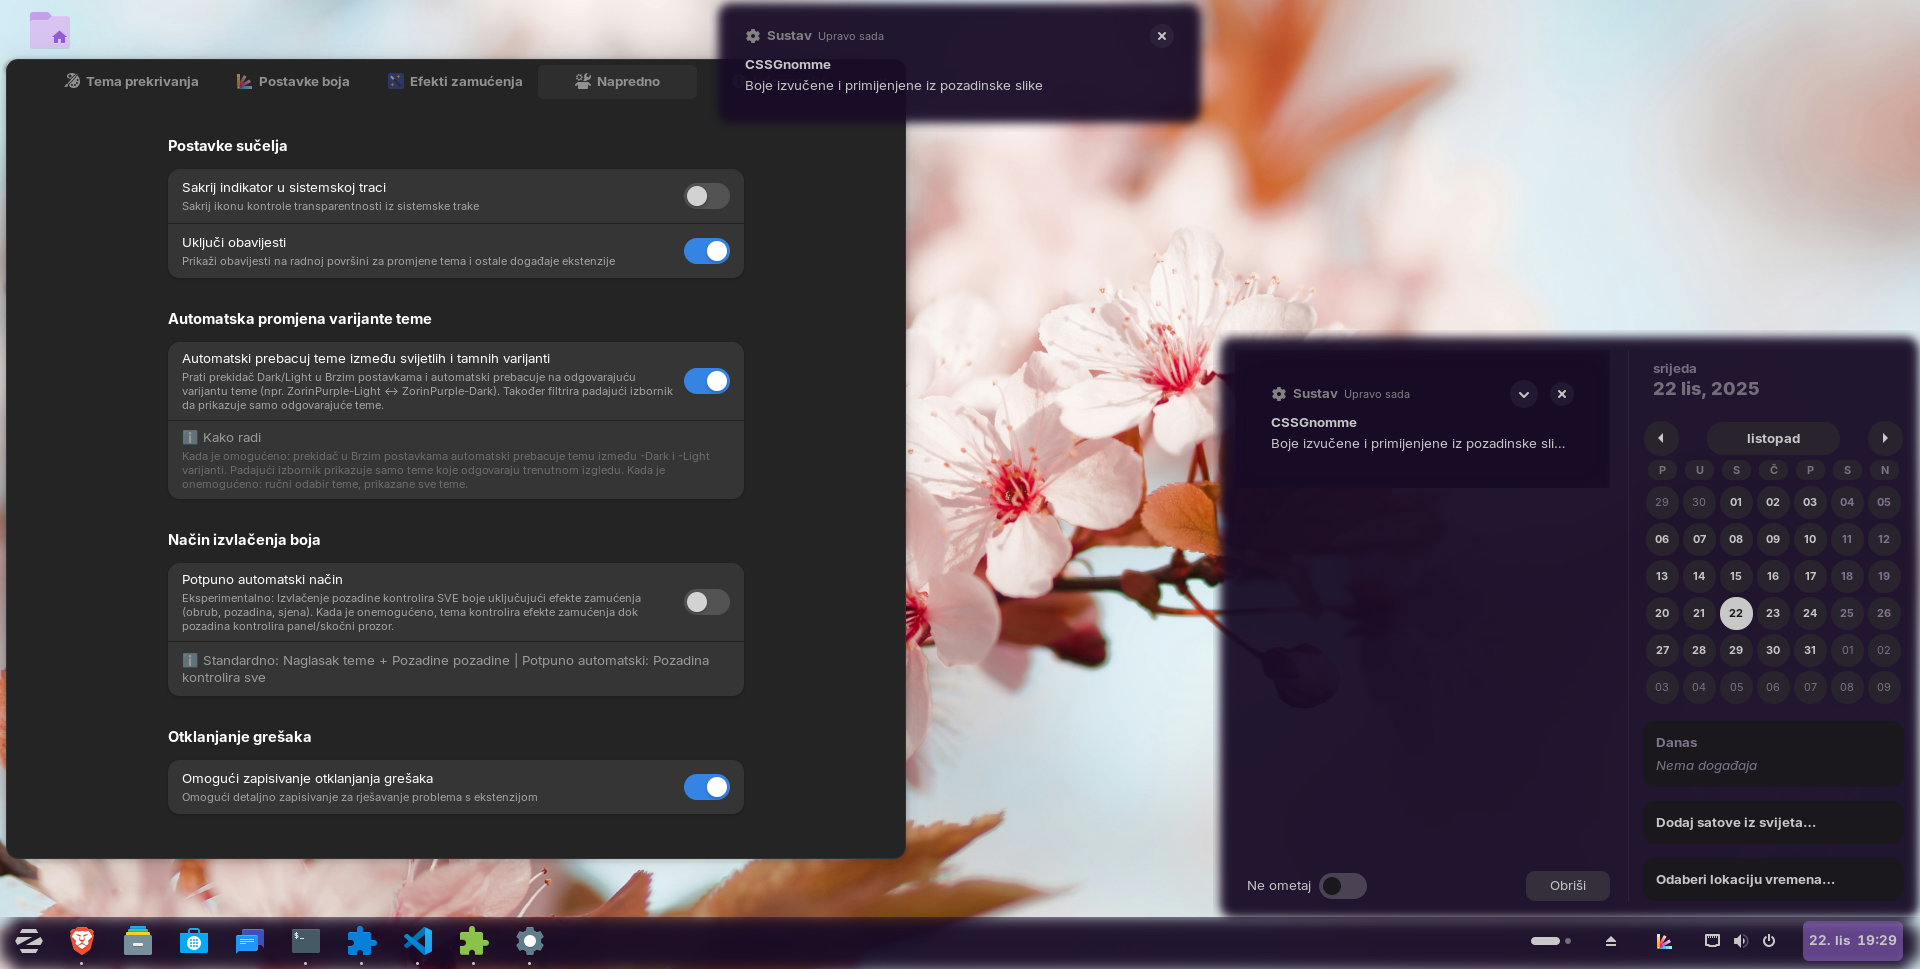 Tema prekrivanja
Postavke boja
Efekti zamućenja
Napredno
Postavke sučelja
Sakrij indikator u sistemskoj traci
Sakrij ikonu kontrole transparentnosti iz sistemske trake
Uključi obavijesti
Prikaži obavijesti na radnoj površini za promjene tema i ostale događaje ekstenzije
Automatska promjena varijante teme
Automatski prebacuj teme između svijetlih i tamnih varijanti
Prati prekidač Dark/Light u Brzim postavkama i automatski prebacuje na odgovarajuću
varijantu teme (npr. ZorinPurple-Light ↔ ZorinPurple-Dark). Također filtrira padajući izbornik
da prikazuje samo odgovarajuće teme.
ℹ Kako radi
Kada je omogućeno: prekidač u Brzim postavkama automatski prebacuje temu između -Dark i -Light
varijanti. Padajući izbornik prikazuje samo teme koje odgovaraju trenutnom izgledu. Kada je
onemogućeno: ručni odabir teme, prikazane sve teme.
Način izvlačenja boja
Potpuno automatski način
Eksperimentalno: Izvlačenje pozadine kontrolira SVE boje uključujući efekte zamućenja
(obrub, pozadina, sjena). Kada je onemogućeno, tema kontrolira efekte zamućenja dok
pozadina kontrolira panel/skočni prozor.
ℹ Standardno: Naglasak teme + Pozadine pozadine | Potpuno automatski: Pozadina
kontrolira sve
Otklanjanje grešaka
Omogući zapisivanje otklanjanja grešaka
Omogući detaljno zapisivanje za rješavanje problema s ekstenzijom
Sustav Upravo sada
CSSGnomme
Boje izvučene i primijenjene iz pozadinske slike
Sustav Upravo sada
CSSGnomme
Boje izvučene i primijenjene iz pozadinske sli…
Ne ometaj
Obriši
srijeda
22 lis, 2025
listopad
P U S Č P S N
29 30 01 02 03 04 05
06 07 08 09 10 11 12
13 14 15 16 17 18 19
20 21 22 23 24 25 26
27 28 29 30 31 01 02
03 04 05 06 07 08 09
Danas
Nema događaja
Dodaj satove iz svijeta…
Odaberi lokaciju vremena…
$_
22. lis 19:29